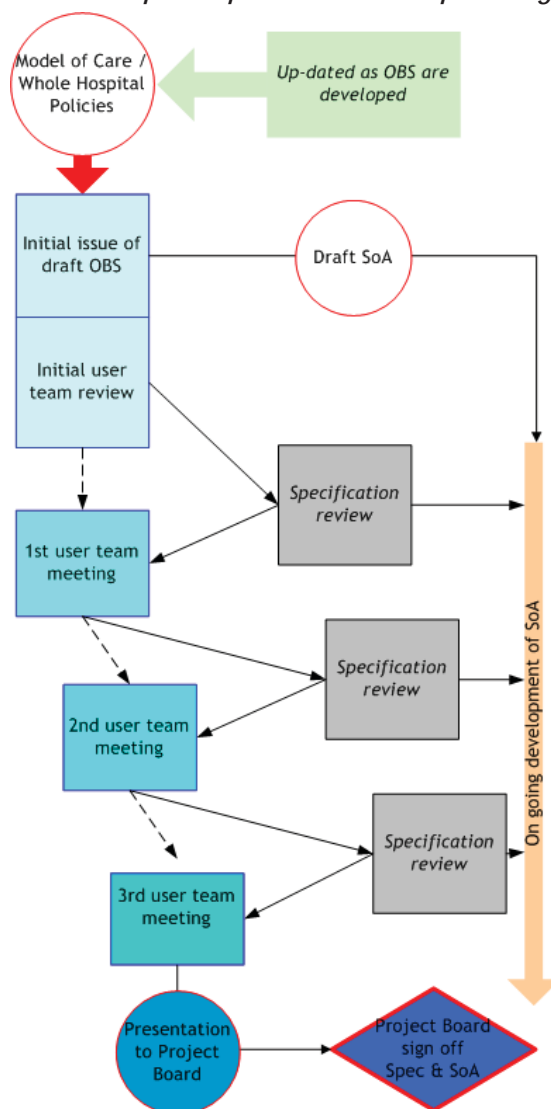 Model of Care /
Whole Hospital
Policies
Up-dated as OBS are
developed
Initial issue of
draft OBS
Draft SoA
Initial user
team review
Specification
review
1st user team
meeting
Specification
review
2nd user team
meeting
Specification
review
3rd user team
meeting
On going development of SoA
Presentation
to Project
Board
Project Board
sign off
Spec & SoA